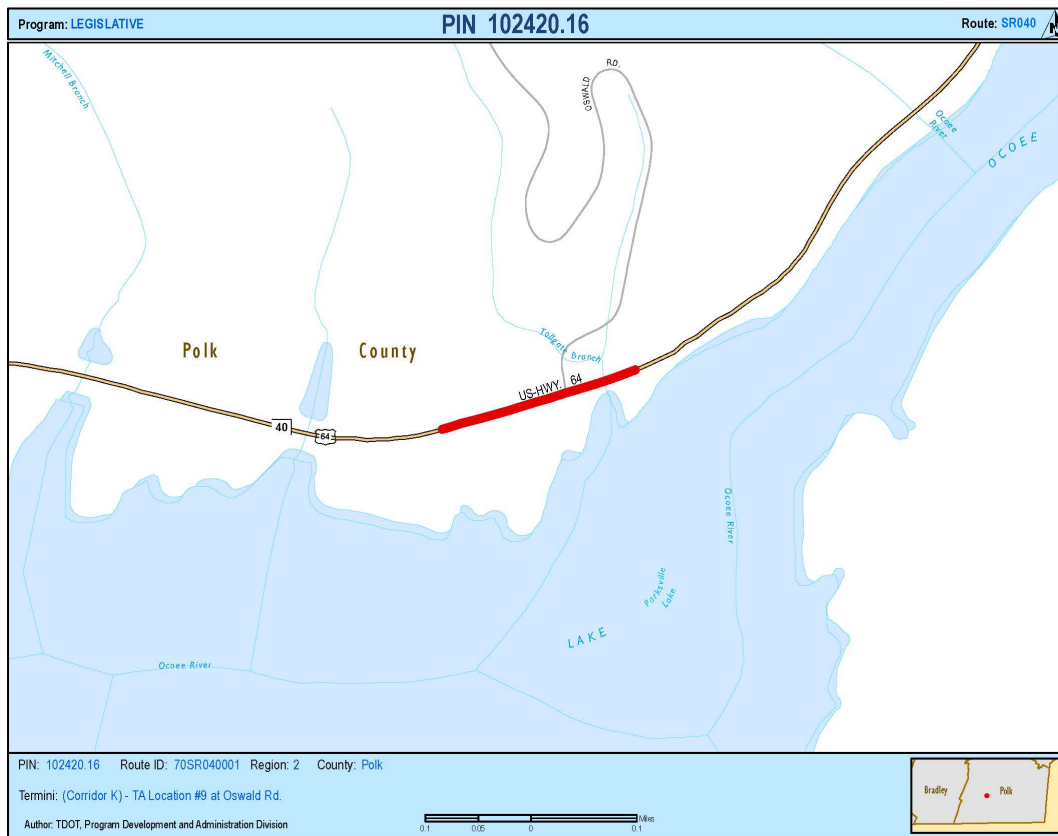 Program: LEGISLATIVE
PIN 102420.16
Route: SR040
N
Mitchell Branch
OSWALD RD.
Ocoee River
OCOEE
Polk County
Tollgate Branch
US-HWY. 64
40
64
Ocoee River
Parksville Lake
LAKE
Ocoee River
PIN: 102420.16 Route ID: 70SR040001 Region: 2 County: Polk
Termini: (Corridor K) - TA Location #9 at Oswald Rd.
Author: TDOT, Program Development and Administration Division
0.1 0.05 0 0.1 Miles
Bradley Polk